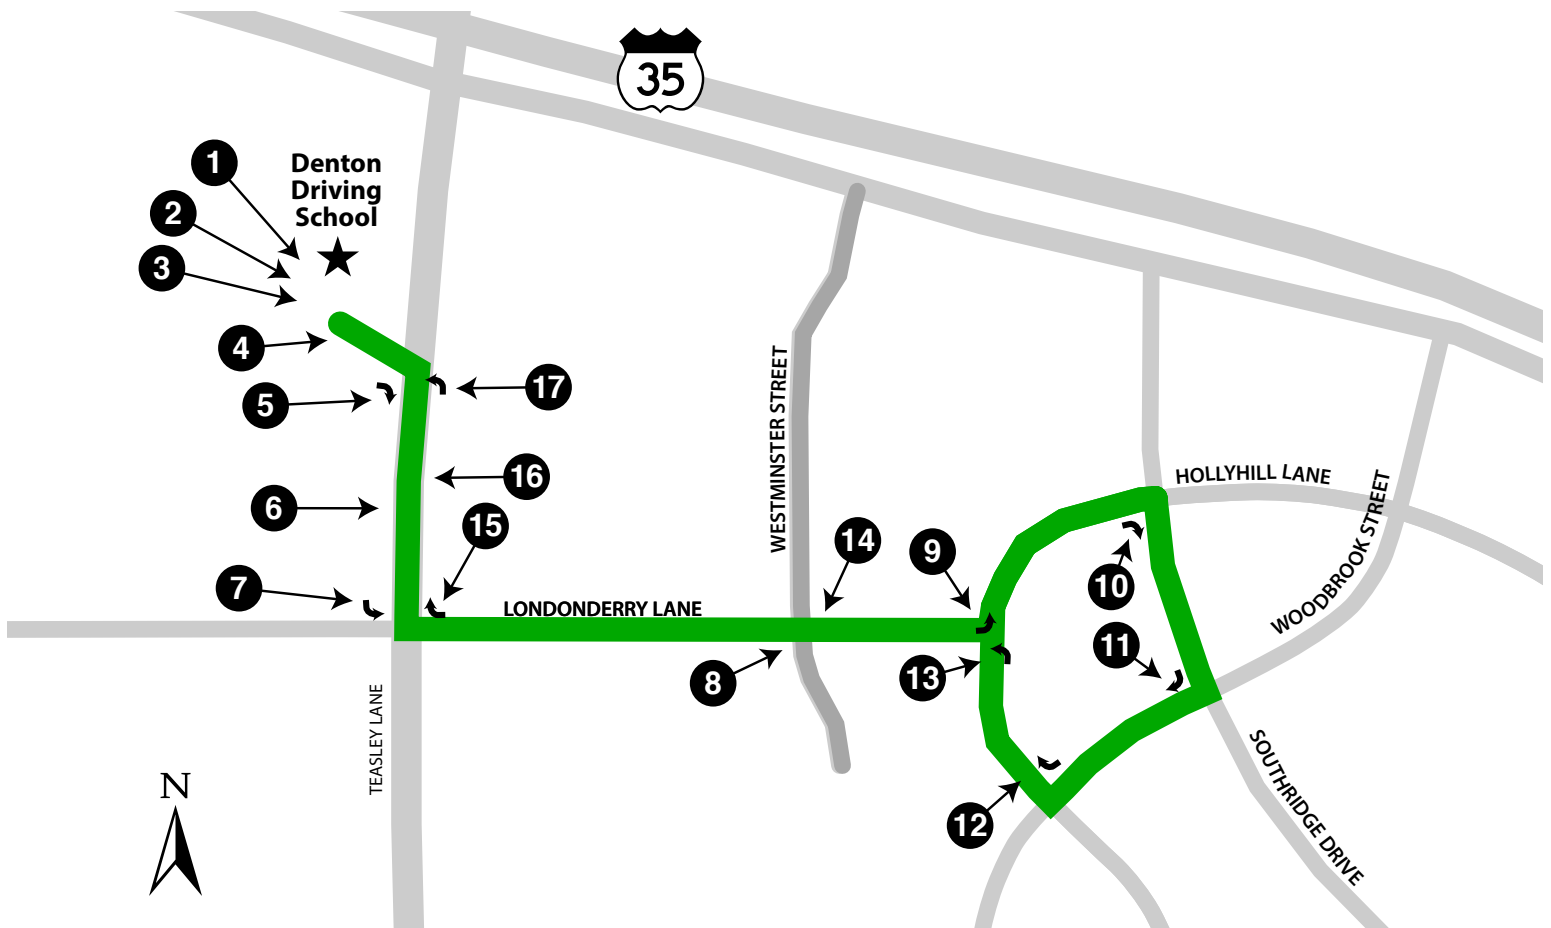 35
1
Denton
Driving
School
2
3
4
5
17
6
16
15
7
LONDONDERRY LANE
WESTMINSTER STREET
14
9
8
13
HOLLYHILL LANE
WOODBROOK STREET
10
11
12
SOUTHRIDGE DRIVE
TEASLEY LANE
N